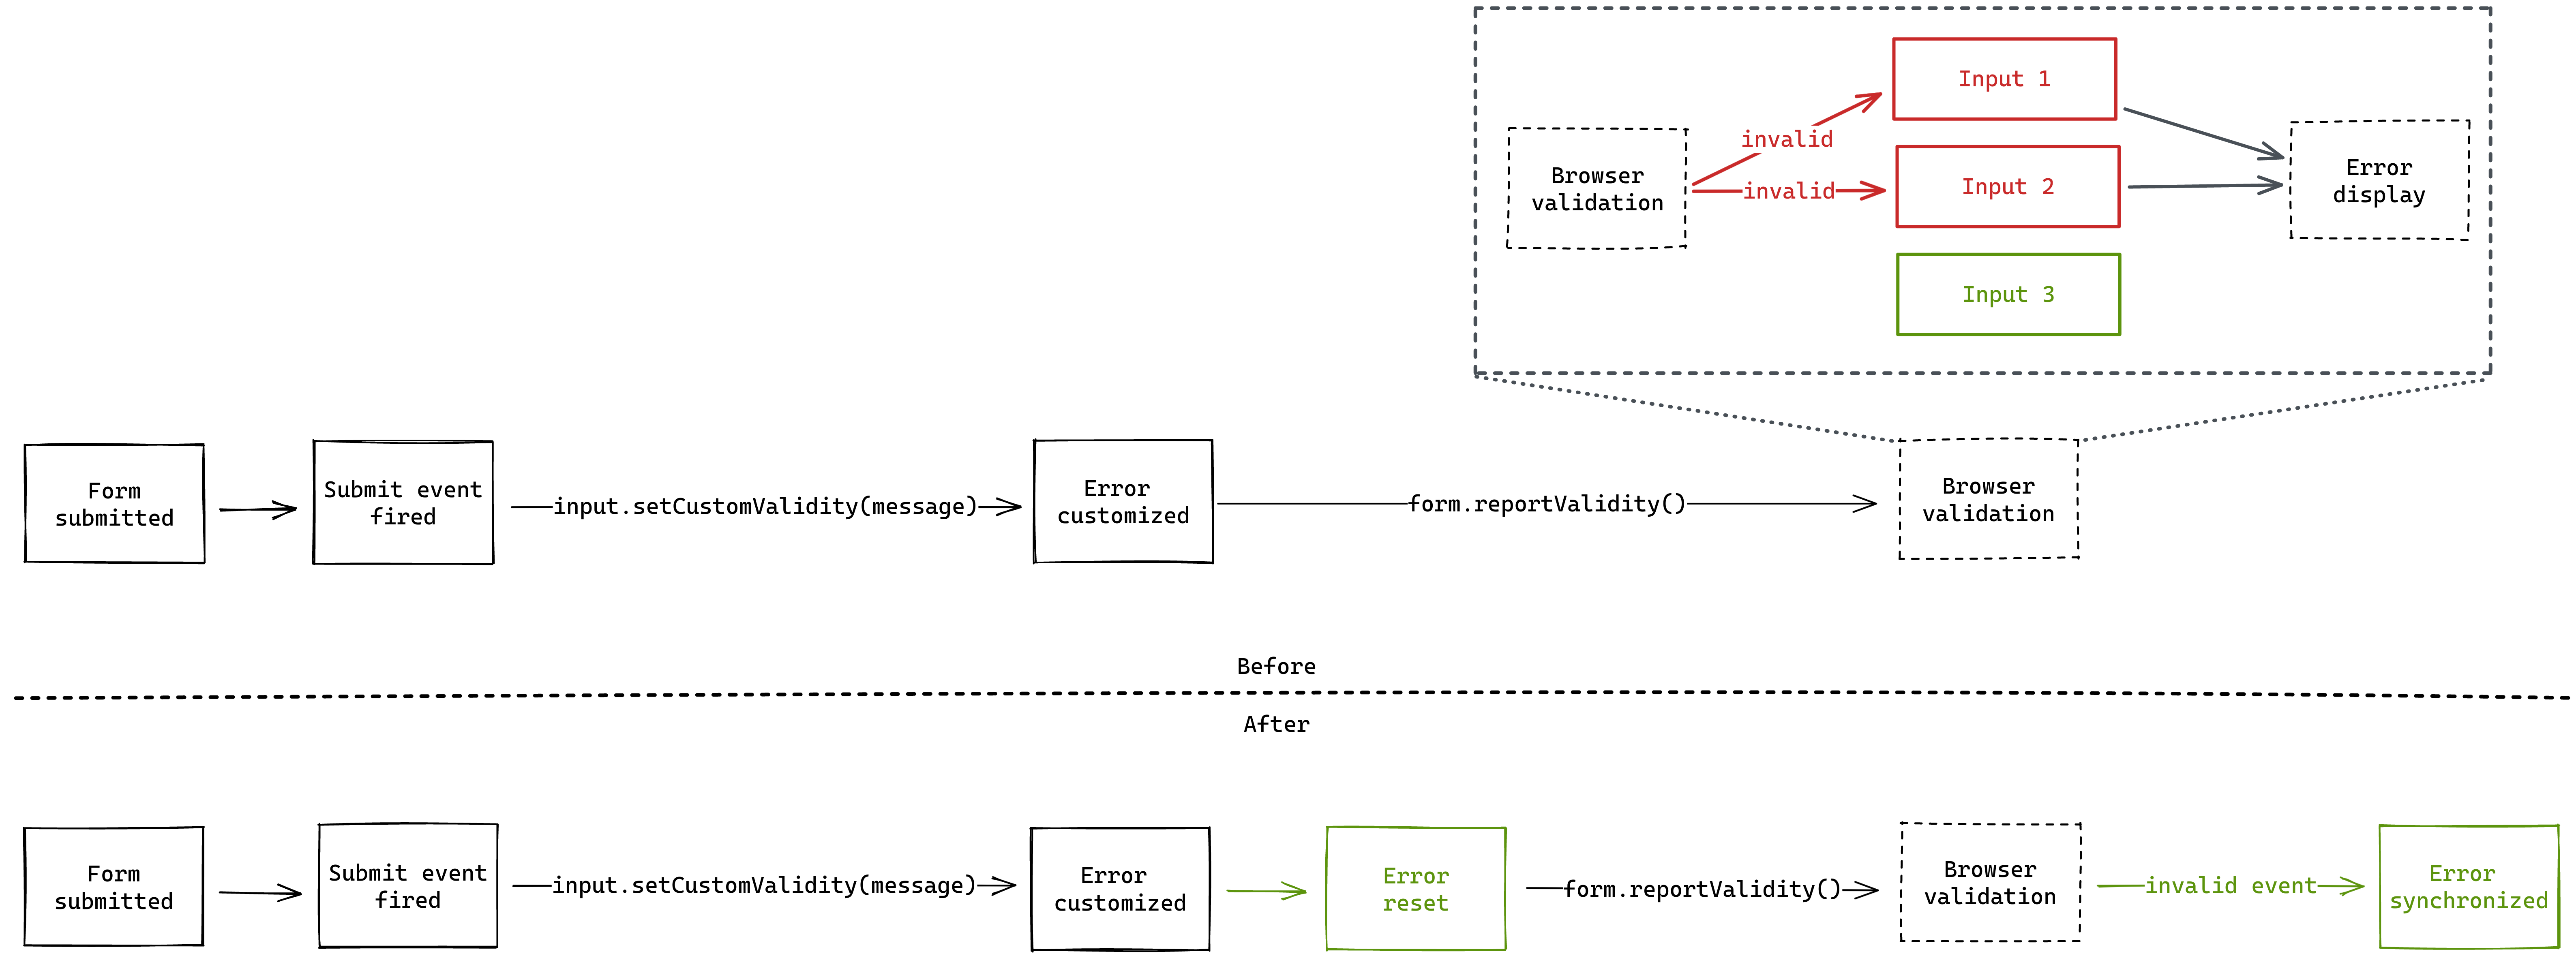 Input 1
invalid
Browser
validation
invalid
Input 2
Error
display
Input 3
Form
submitted
Submit event
fired
input.setCustomValidity(message)
Error
customized
form.reportValidity()
Browser
validation
Before
After
Form
submitted
Submit event
fired
input.setCustomValidity(message)
Error
customized
Error
reset
form.reportValidity()
Browser
validation
invalid event
Error
synchronized